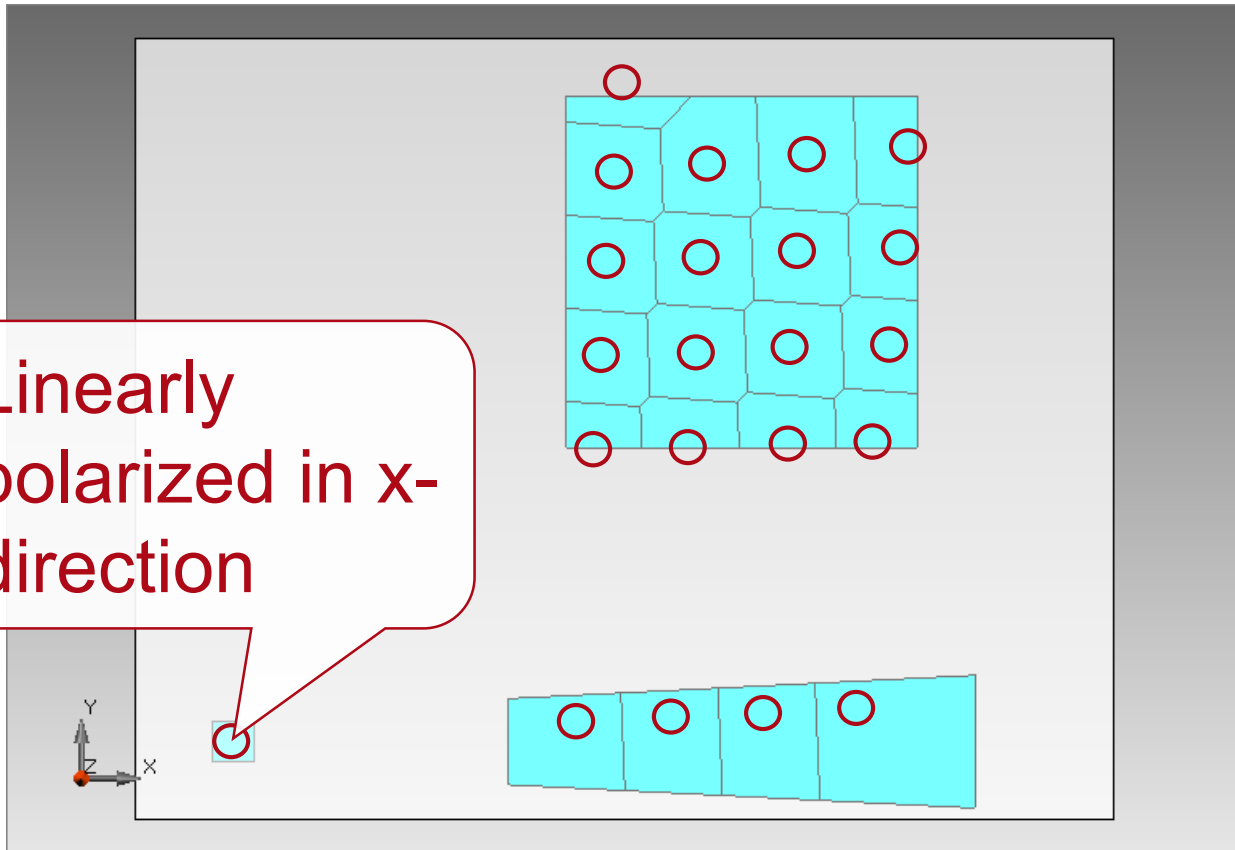 Linearly
polarized in x-
direction
Y
Z
X